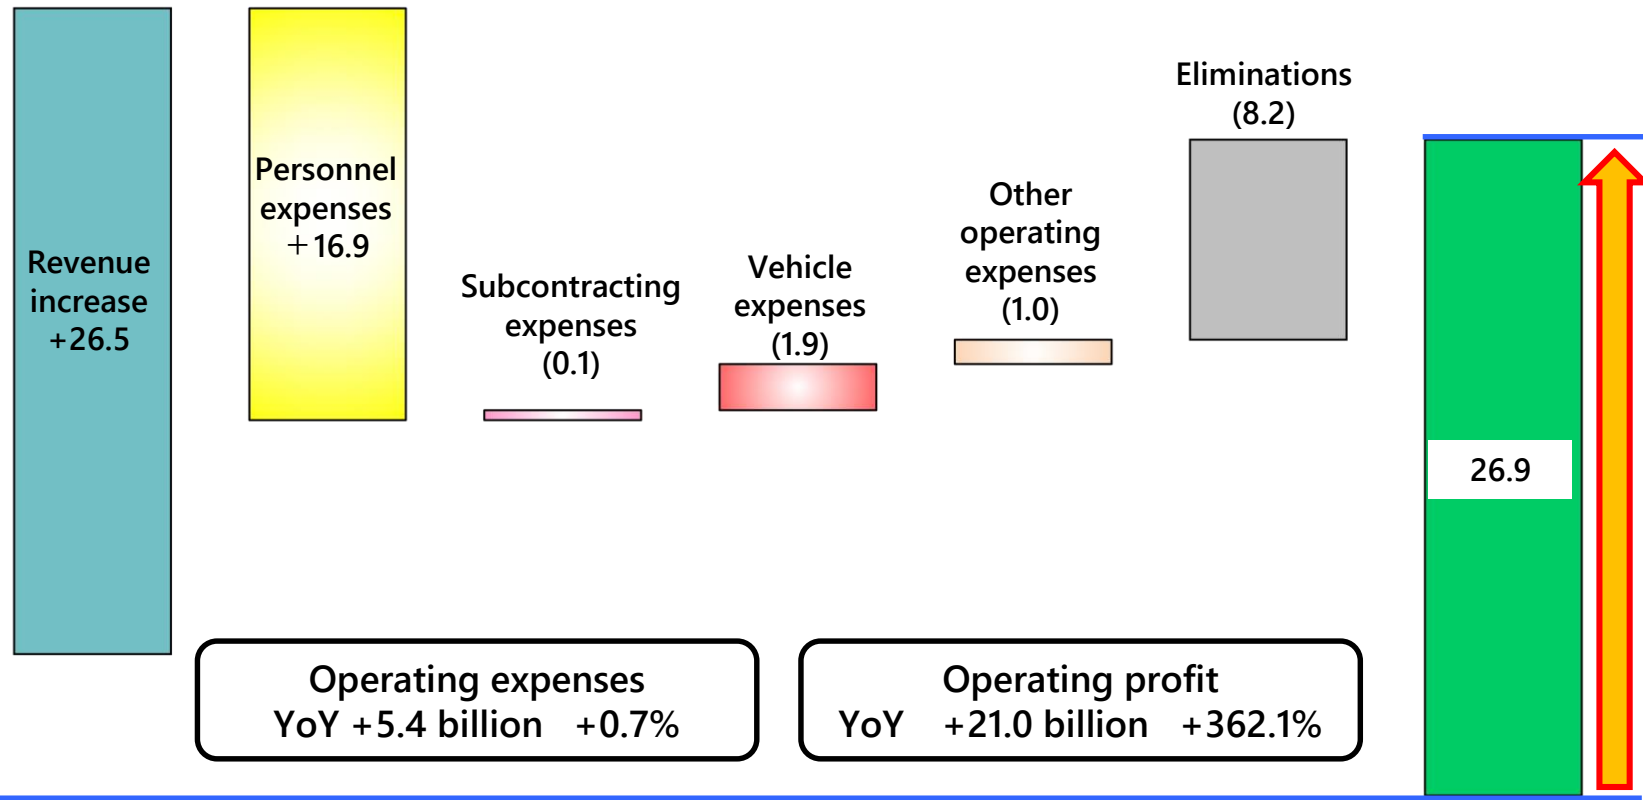 Revenue
increase
+26.5
Personnel
expenses
＋16.9
Subcontracting
expenses
(0.1)
Vehicle
expenses
(1.9)
Other
operating
expenses
(1.0)
Eliminations
(8.2)
26.9
Operating expenses
YoY +5.4 billion +0.7%
Operating profit
YoY +21.0 billion +362.1%